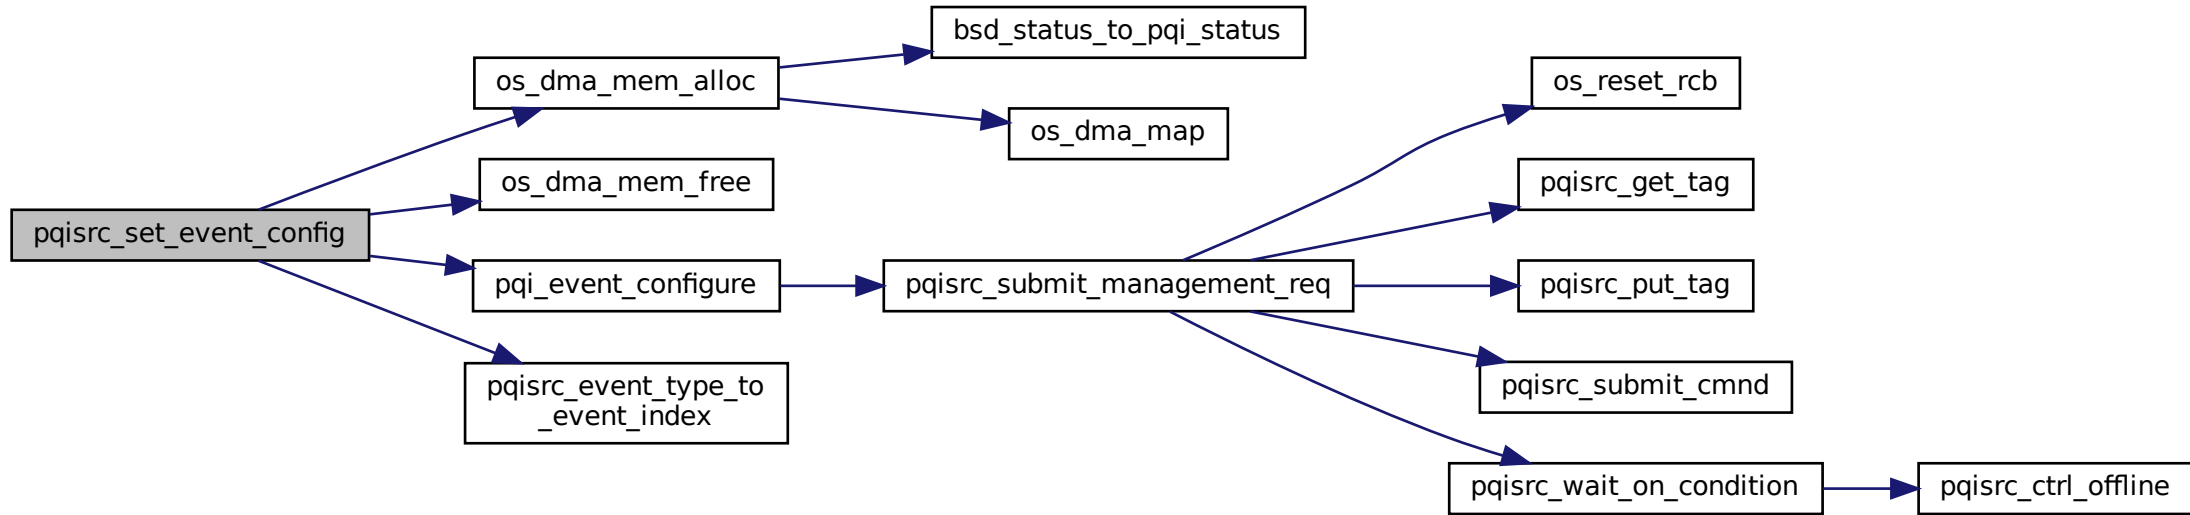 pqisrc_set_event_config
os_dma_mem_alloc
bsd_status_to_pqi_status
os_dma_map
os_dma_mem_free
pqi_event_configure
pqisrc_submit_management_req
os_reset_rcb
pqisrc_get_tag
pqisrc_put_tag
pqisrc_submit_cmnd
pqisrc_wait_on_condition
pqisrc_ctrl_offline
pqisrc_event_type_to
_event_index